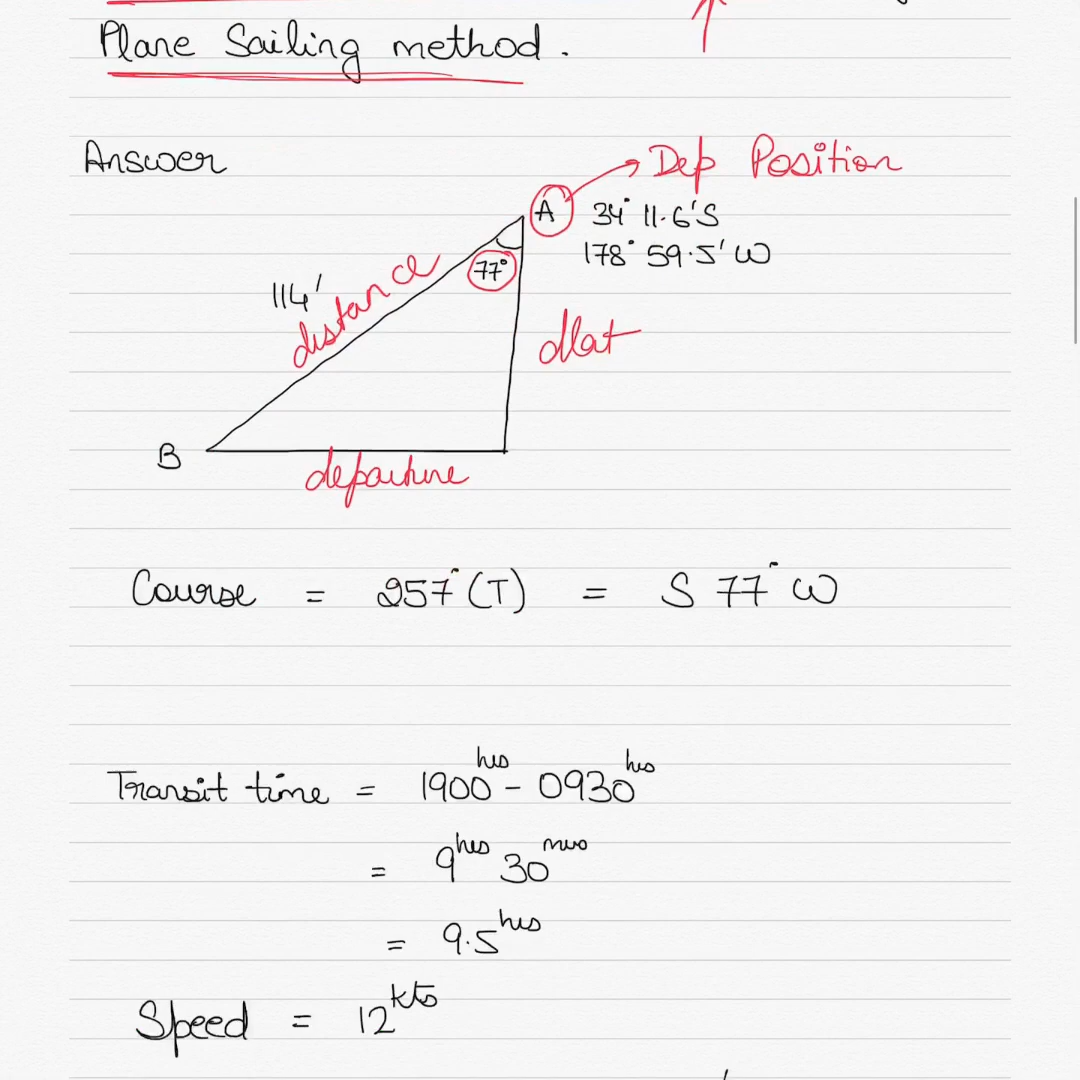 Plane Sailing method.
Answer
Dep Position
A 34° 11.6'S
178° 59.5' W
77°
114'
distance
dlat
B
departure
Course = 257° (T) = S 77° W
Transit time = 1900hrs - 0930hrs
= 9hrs 30mins
= 9.5hrs
Speed = 12kts